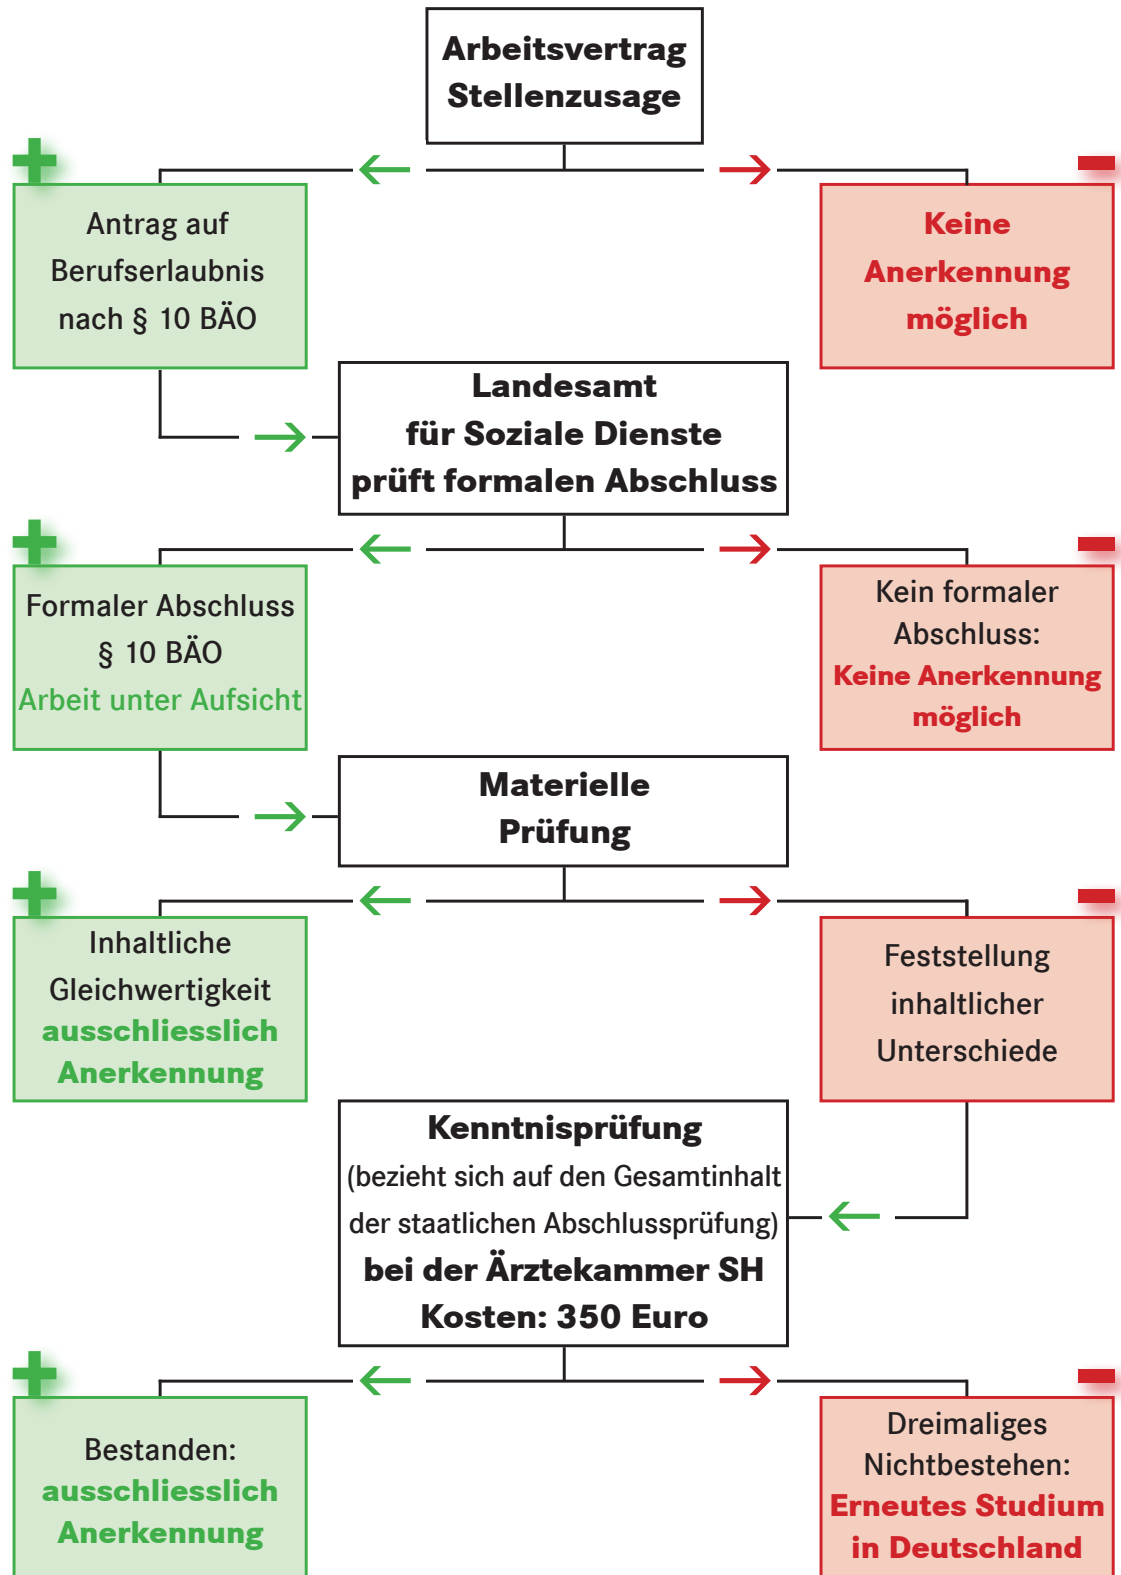 Arbeitsvertrag
Stellenzusage
Antrag auf
Berufserlaubnis
nach § 10 BÄO
Keine
Anerkennung
möglich
Landesamt
für Soziale Dienste
prüft formalen Abschluss
Formaler Abschluss
§ 10 BÄO
Arbeit unter Aufsicht
Kein formaler
Abschluss:
Keine Anerkennung
möglich
Materielle
Prüfung
Inhaltliche
Gleichwertigkeit
ausschliesslich
Anerkennung
Feststellung
inhaltlicher
Unterschiede
Kenntnisprüfung
(bezieht sich auf den Gesamtinhalt
der staatlichen Abschlussprüfung)
bei der Ärztekammer SH
Kosten: 350 Euro
Bestanden:
ausschliesslich
Anerkennung
Dreimaliges
Nichtbestehen:
Erneutes Studium
in Deutschland